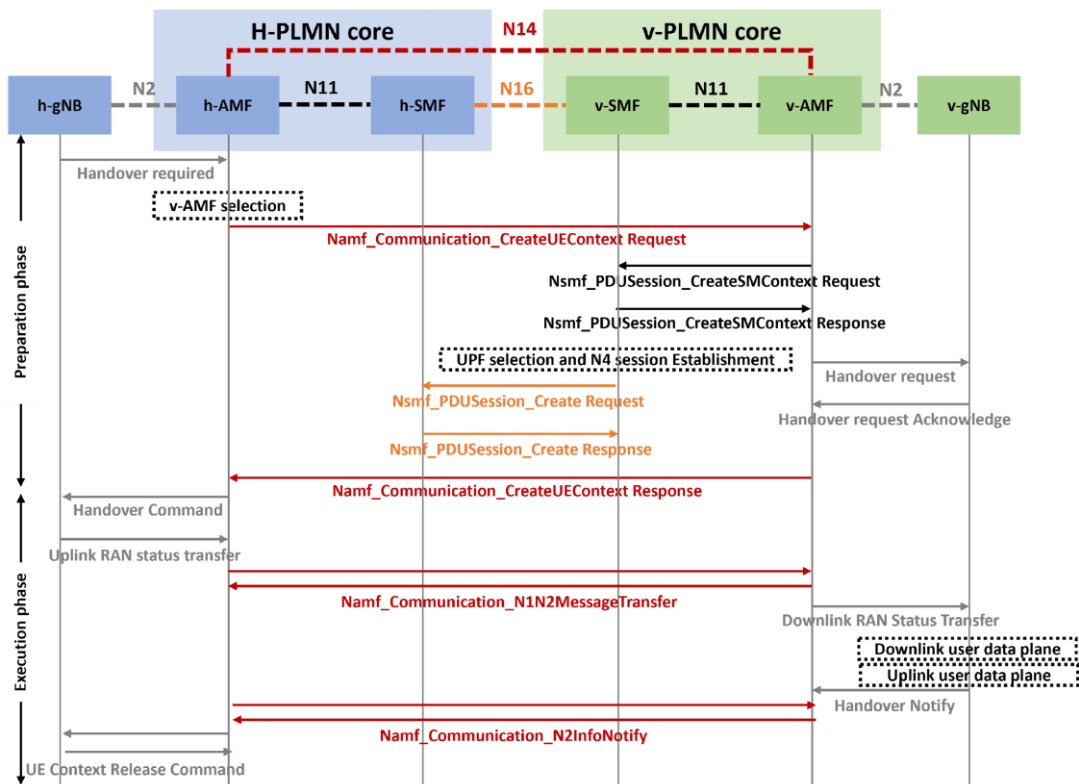 H-PLMN core
N14
v-PLMN core
h-gNB
N2
h-AMF
N11
h-SMF
N16
v-SMF
N11
v-AMF
N2
v-gNB
Preparation phase
Handover required
v-AMF selection
Namf_Communication_CreateUEContext Request
Nsmf_PDUSession_CreateSMContext Request
Nsmf_PDUSession_CreateSMContext Response
UPF selection and N4 session Establishment
Handover request
Nsmf_PDUSession_Create Request
Handover request Acknowledge
Nsmf_PDUSession_Create Response
Namf_Communication_CreateUEContext Response
Execution phase
Handover Command
Uplink RAN status transfer
Namf_Communication_N1N2MessageTransfer
Downlink RAN Status Transfer
Downlink user data plane
Uplink user data plane
Handover Notify
Namf_Communication_N2InfoNotify
UE Context Release Command